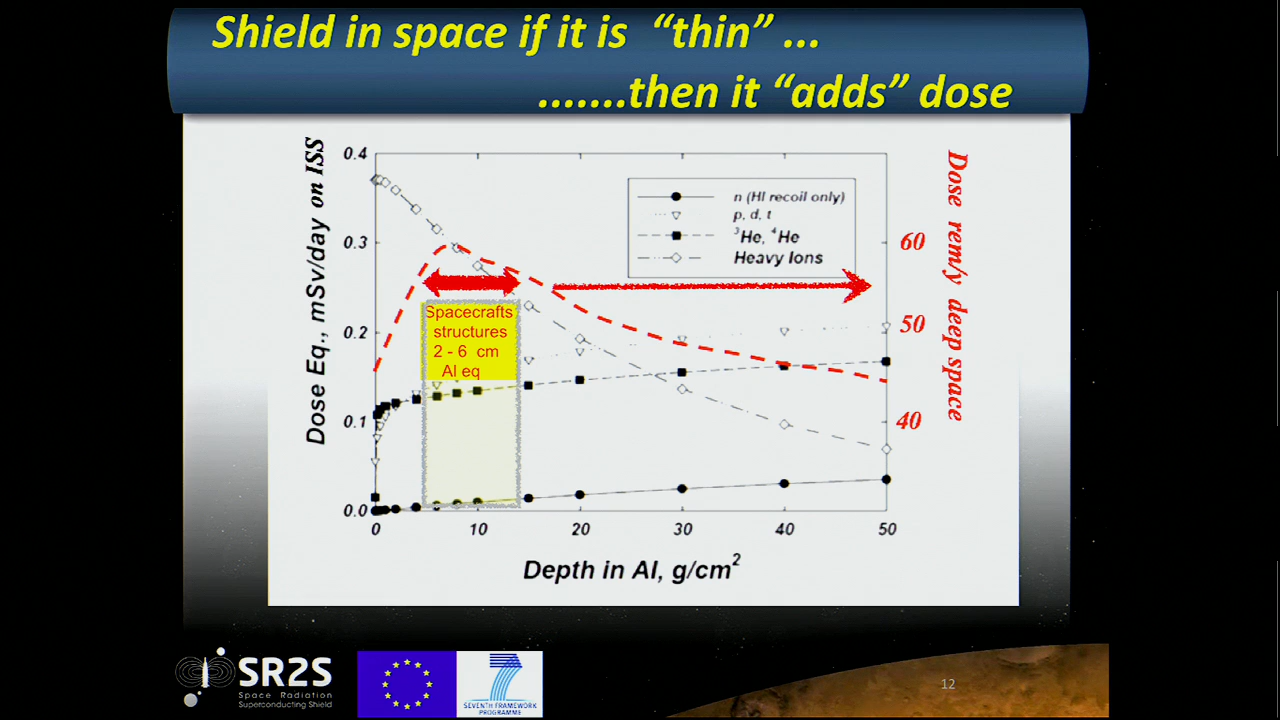 Shield in space if it is “thin” ...
.......then it “adds” dose
Dose Eq., mSv/day on ISS
0.4
0.3
0.2
0.1
0.0
n (HI recoil only)
p, d, t
3He, 4He
Heavy Ions
Spacecrafts
structures
2 - 6 cm
Al eq
60
50
40
Dose rem/y deep space
0
10
20
30
40
50
Depth in Al, g/cm2
SR2S
Space Radiation
Superconducting Shield
SEVENTH FRAMEWORK
PROGRAMME
12